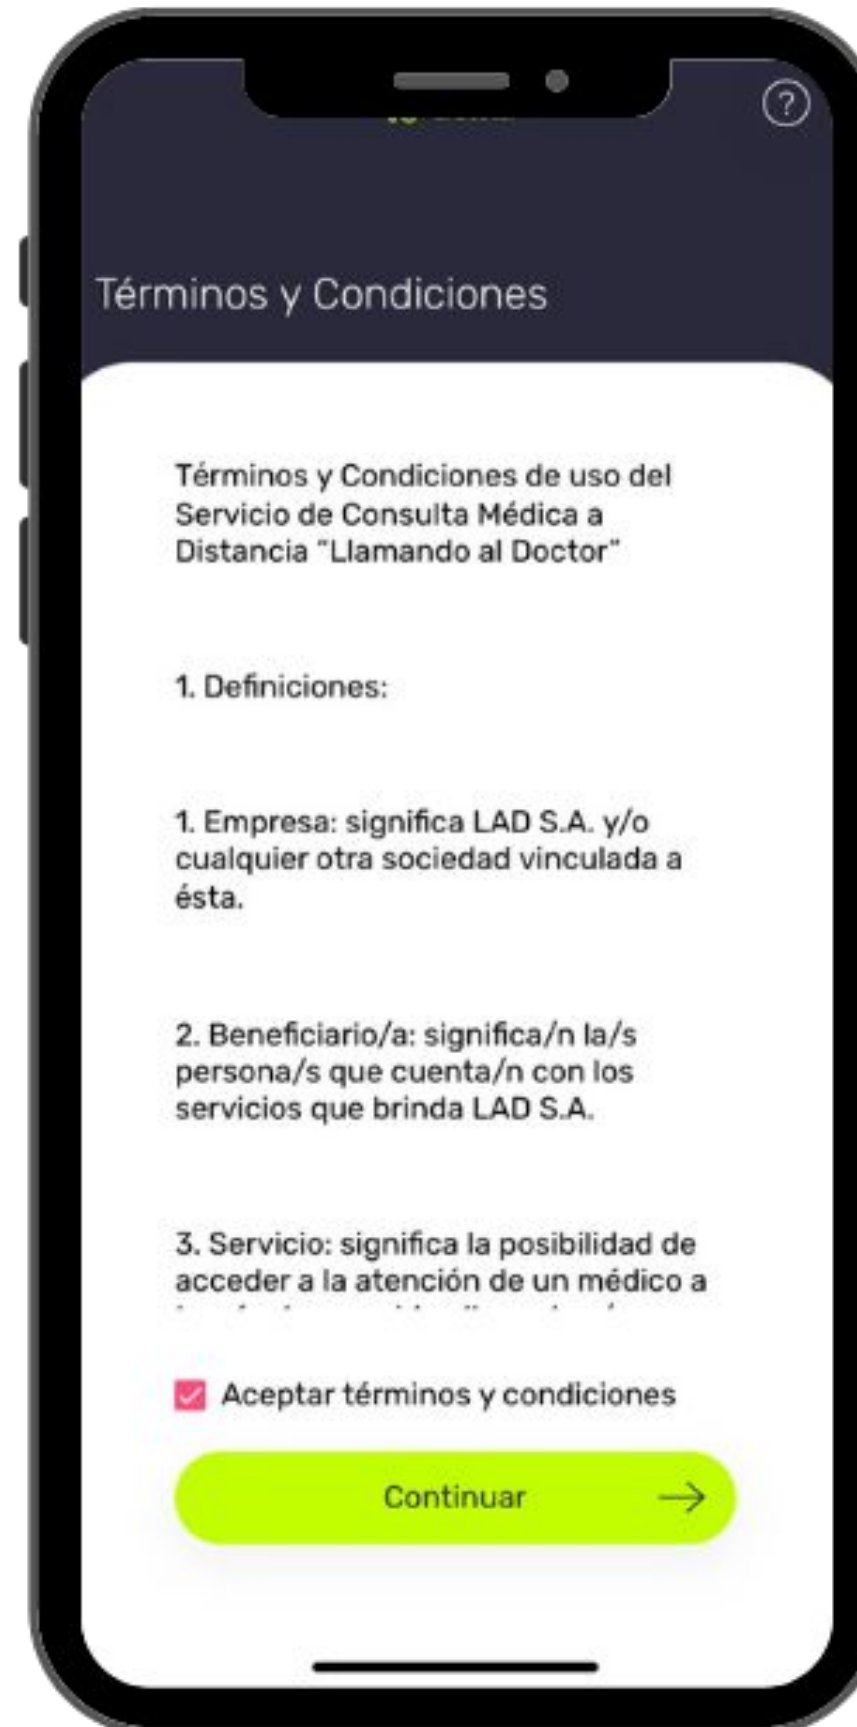 ?
Términos y Condiciones
Términos y Condiciones de uso del
Servicio de Consulta Médica a
Distancia "Llamando al Doctor"
1. Definiciones:
1. Empresa: significa LAD S.A. y/o
cualquier otra sociedad vinculada a
ésta.
2. Beneficiario/a: significa/n la/s
persona/s que cuenta/n con los
servicios que brinda LAD S.A.
3. Servicio: significa la posibilidad de
acceder a la atención de un médico a
Aceptar términos y condiciones
Continuar